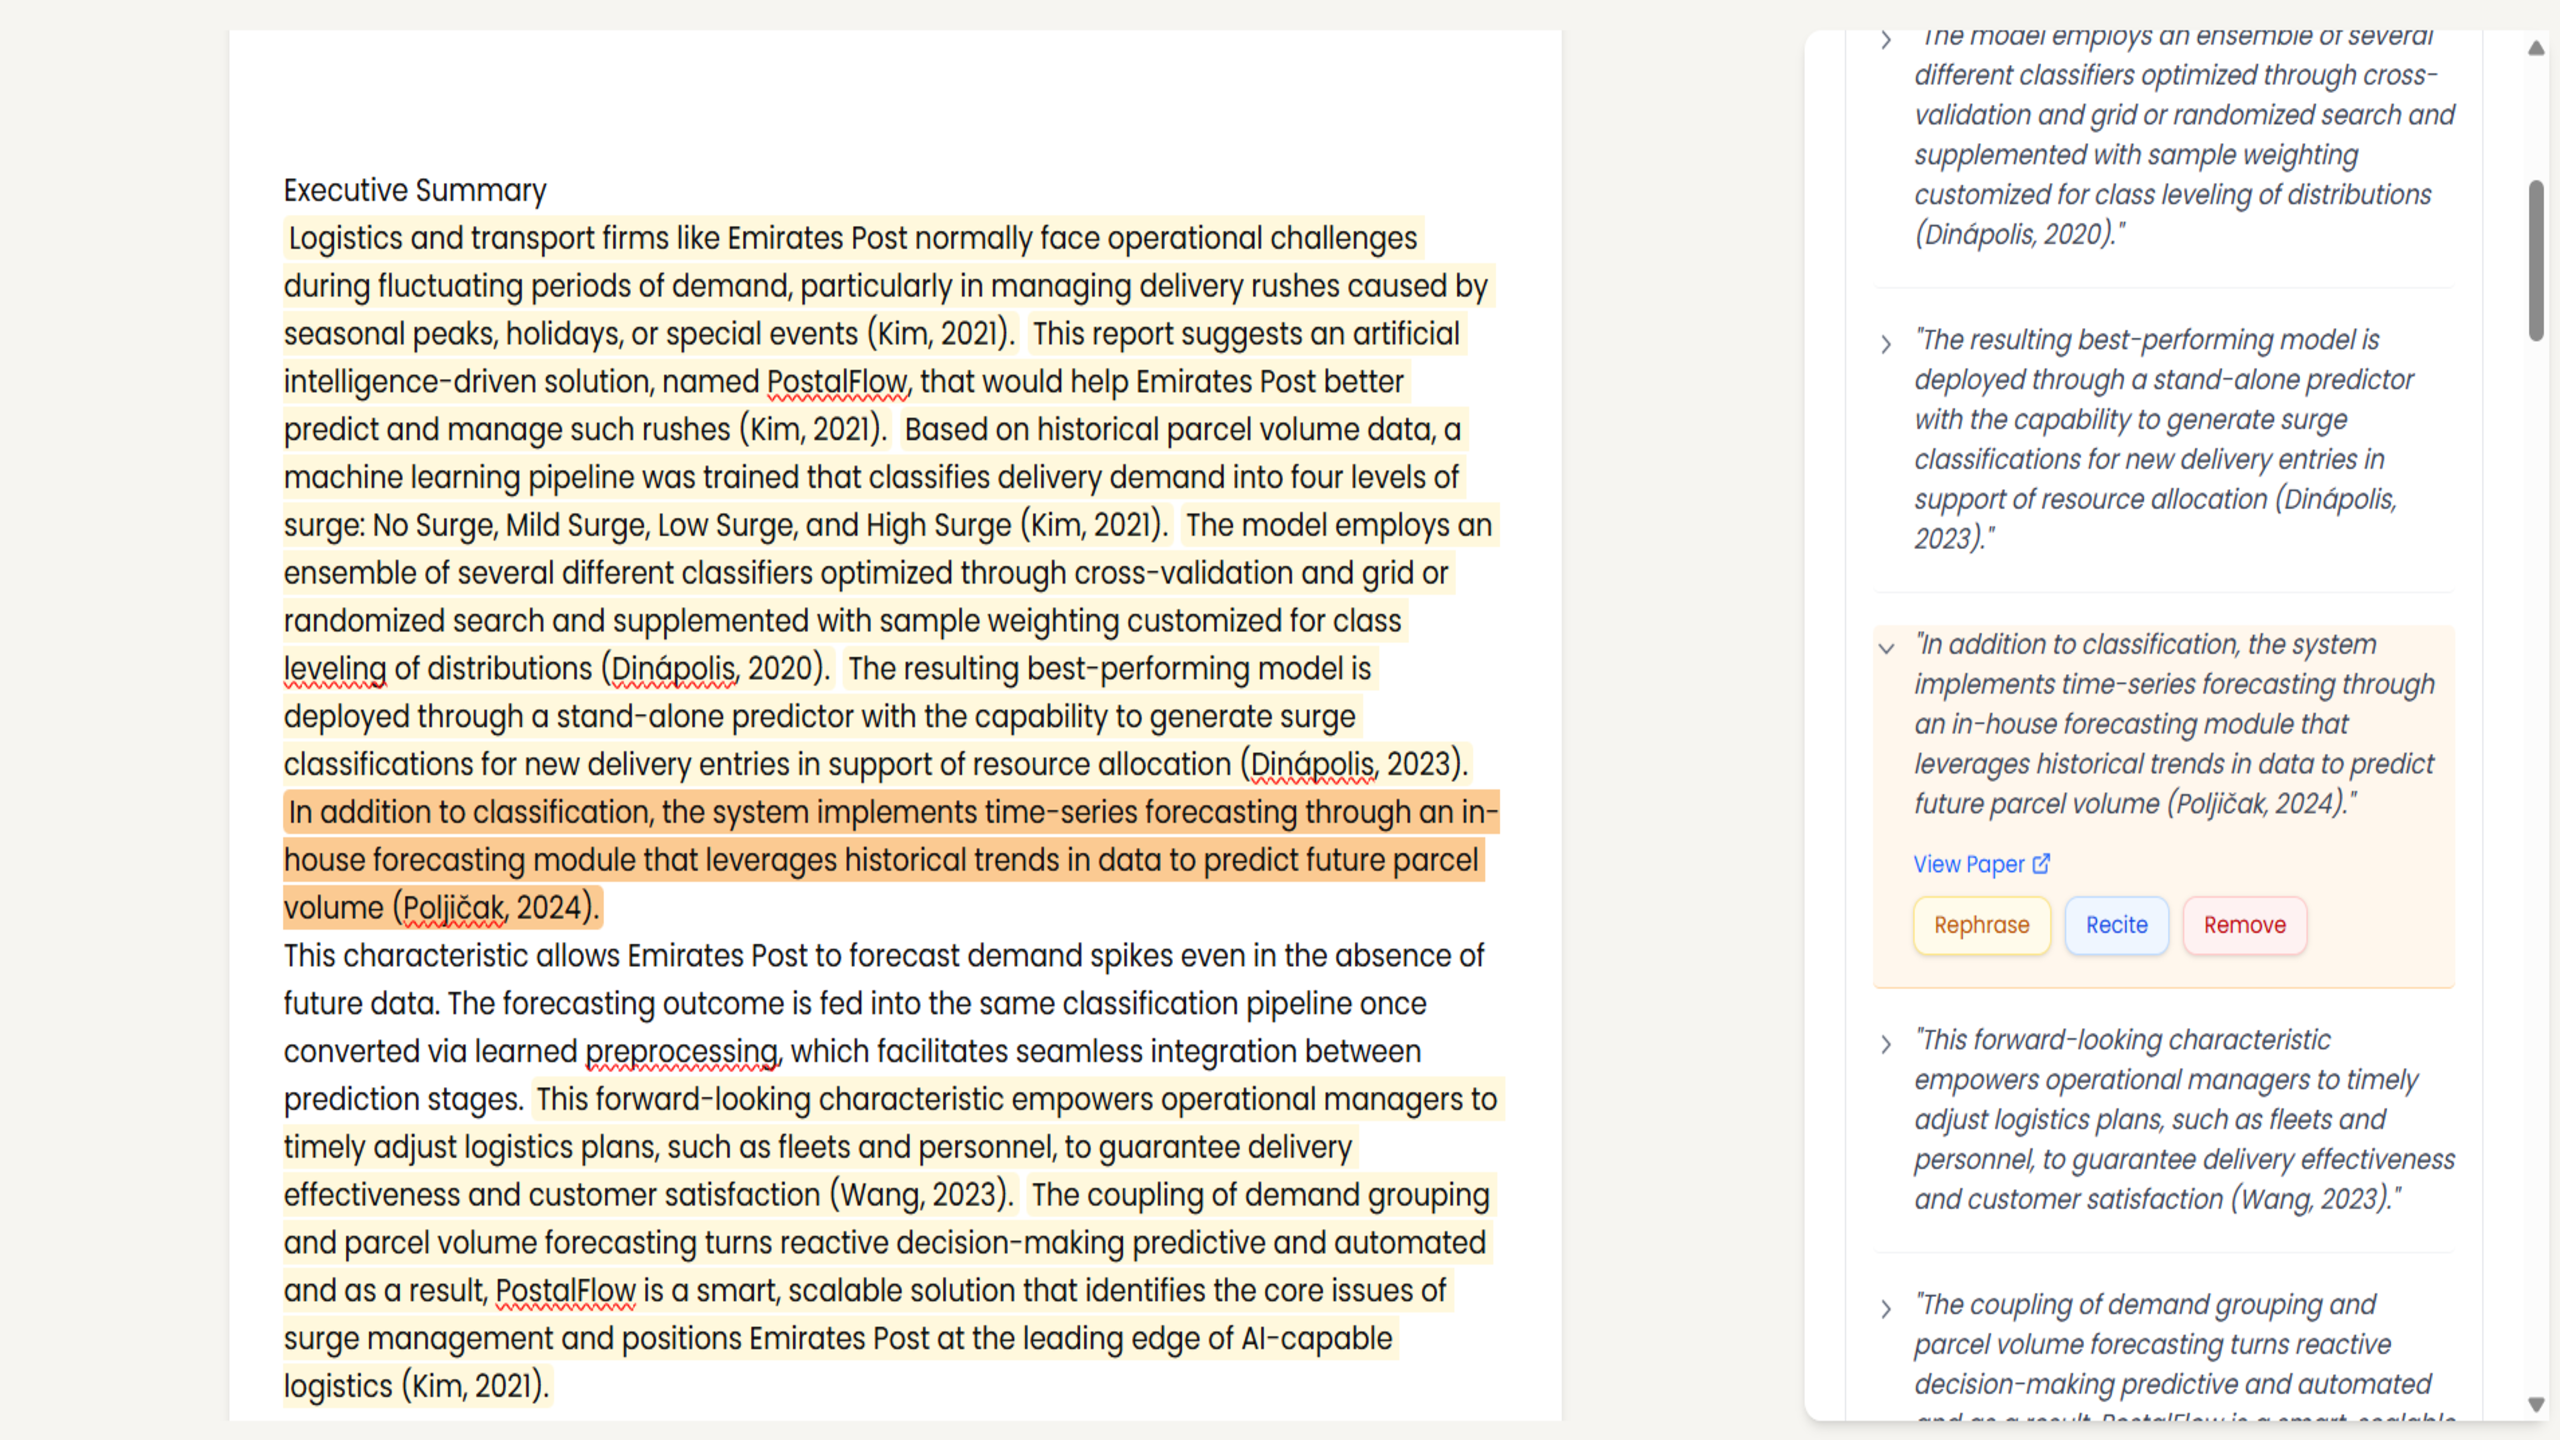 Executive Summary
Logistics and transport firms like Emirates Post normally face operational challenges
during fluctuating periods of demand, particularly in managing delivery rushes caused by
seasonal peaks, holidays, or special events (Kim, 2021). This report suggests an artificial
intelligence-driven solution, named PostalFlow, that would help Emirates Post better
predict and manage such rushes (Kim, 2021). Based on historical parcel volume data, a
machine learning pipeline was trained that classifies delivery demand into four levels of
surge: No Surge, Mild Surge, Low Surge, and High Surge (Kim, 2021). The model employs an
ensemble of several different classifiers optimized through cross-validation and grid or
randomized search and supplemented with sample weighting customized for class
leveling of distributions (Dinápolis, 2020). The resulting best-performing model is
deployed through a stand-alone predictor with the capability to generate surge
classifications for new delivery entries in support of resource allocation (Dinápolis, 2023).
In addition to classification, the system implements time-series forecasting through an in-
house forecasting module that leverages historical trends in data to predict future parcel
volume (Poljičak, 2024).
This characteristic allows Emirates Post to forecast demand spikes even in the absence of
future data. The forecasting outcome is fed into the same classification pipeline once
converted via learned preprocessing, which facilitates seamless integration between
prediction stages. This forward-looking characteristic empowers operational managers to
timely adjust logistics plans, such as fleets and personnel, to guarantee delivery
effectiveness and customer satisfaction (Wang, 2023). The coupling of demand grouping
and parcel volume forecasting turns reactive decision-making predictive and automated
and as a result, PostalFlow is a smart, scalable solution that identifies the core issues of
surge management and positions Emirates Post at the leading edge of AI-capable
logistics (Kim, 2021).
"The model employs an ensemble of several
different classifiers optimized through cross-
validation and grid or randomized search and
supplemented with sample weighting
customized for class leveling of distributions
(Dinápolis, 2020)."
"The resulting best-performing model is
deployed through a stand-alone predictor
with the capability to generate surge
classifications for new delivery entries in
support of resource allocation (Dinápolis,
2023)."
"In addition to classification, the system
implements time-series forecasting through
an in-house forecasting module that
leverages historical trends in data to predict
future parcel volume (Poljičak, 2024)."
View Paper
Rephrase Recite Remove
"This forward-looking characteristic
empowers operational managers to timely
adjust logistics plans, such as fleets and
personnel, to guarantee delivery effectiveness
and customer satisfaction (Wang, 2023)."
"The coupling of demand grouping and
parcel volume forecasting turns reactive
decision-making predictive and automated
and as a result, PostalFlow is a smart, scalable